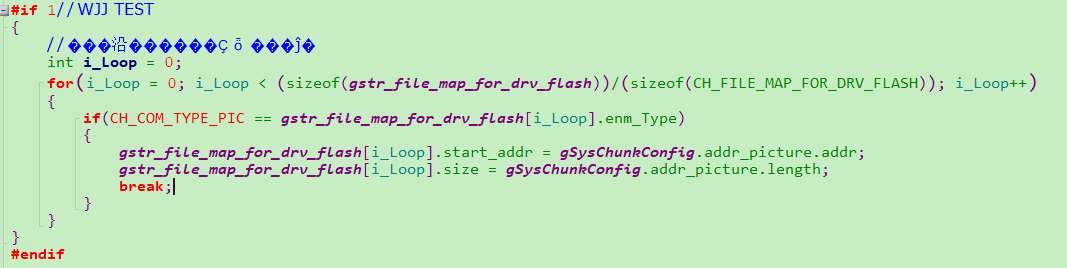 #if 1// WJJ TEST
{
//���沿������Ç ȭ ���ĵ�
int i_Loop = 0;
for(i_Loop = 0; i_Loop < (sizeof(gstr_file_map_for_drv_flash))/(sizeof(CH_FILE_MAP_FOR_DRV_FLASH)); i_Loop++)
{
if(CH_COM_TYPE_PIC == gstr_file_map_for_drv_flash[i_Loop].enm_Type)
{
gstr_file_map_for_drv_flash[i_Loop].start_addr = gSysChunkConfig.addr_picture.addr;
gstr_file_map_for_drv_flash[i_Loop].size = gSysChunkConfig.addr_picture.length;
break;
}
}
}
#endif